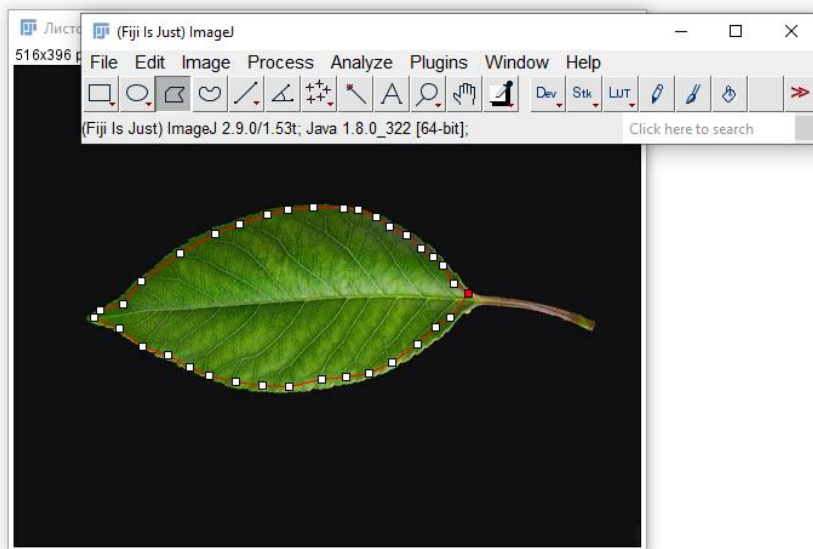 Листо
(Fiji Is Just) ImageJ
516x396 p
File Edit Image Process Analyze Plugins Window Help
A Dev Stk LUT
(Fiji Is Just) ImageJ 2.9.0/1.53t; Java 1.8.0_322 [64-bit];
Click here to search